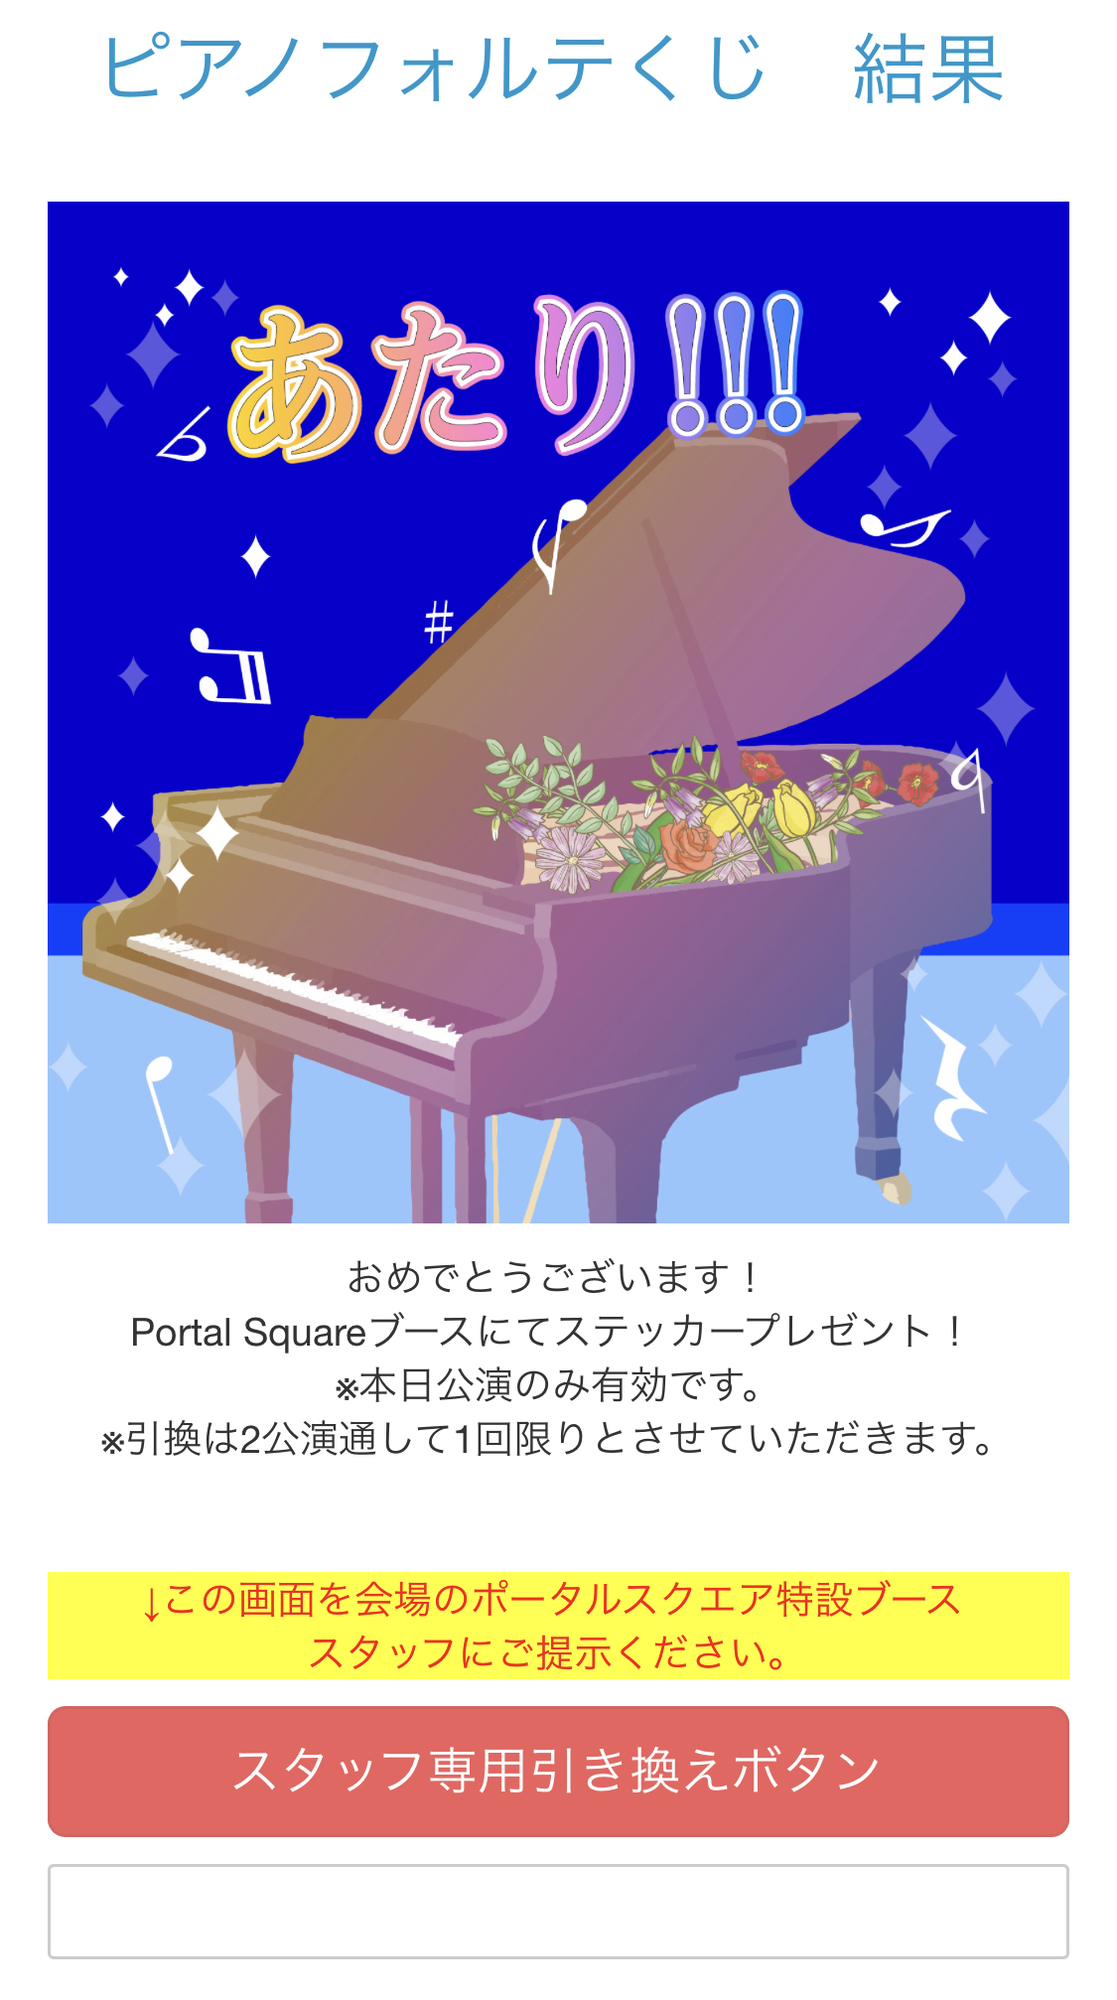 ピアノフォルテくじ　結果
あたり!!!
おめでとうございます！
Portal Squareブースにてステッカープレゼント！
※本日公演のみ有効です。
※引換は2公演通して1回限りとさせていただきます。
↓この画面を会場のポータルスクエア特設ブース
スタッフにご提示ください。
スタッフ専用引き換えボタン